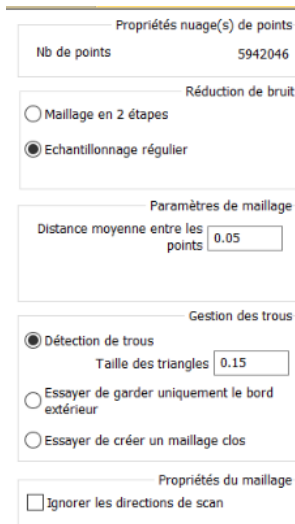 Propriétés nuage(s) de points
Nb de points 5942046
Réduction de bruit
Maillage en 2 étapes
Echantillonnage régulier
Paramètres de maillage
Distance moyenne entre les
points 0.05
Gestion des trous
Détection de trous
Taille des triangles 0.15
Essayer de garder uniquement le bord
extérieur
Essayer de créer un maillage clos
Propriétés du maillage
Ignorer les directions de scan